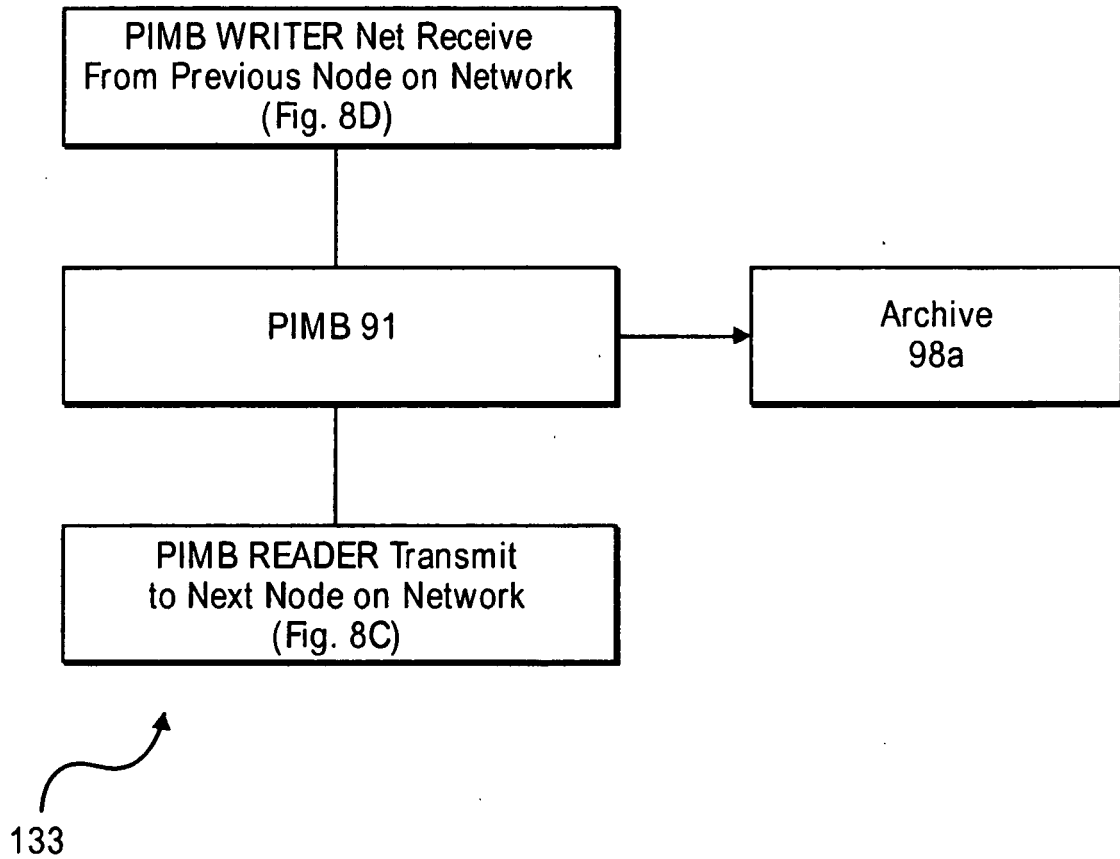 PIMB WRITER Net Receive
From Previous Node on Network
(Fig. 8D)
PIMB 91
Archive
98a
PIMB READER Transmit
to Next Node on Network
(Fig. 8C)
133